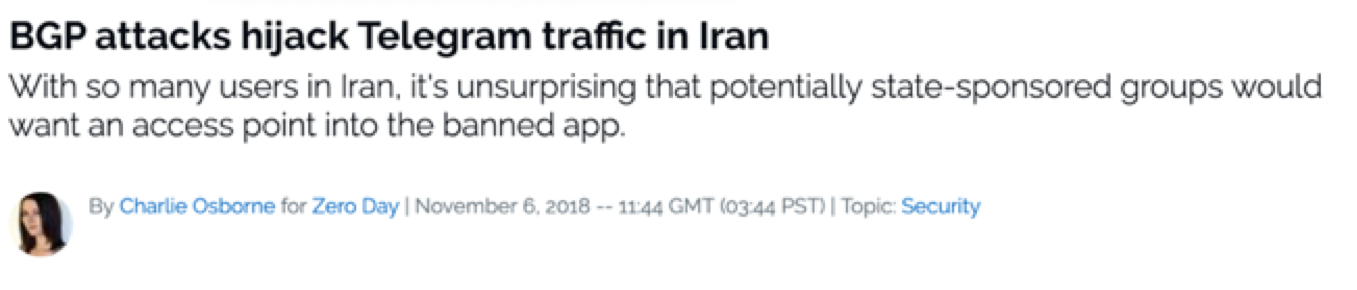 BGP attacks hijack Telegram traffic in Iran
With so many users in Iran, it's unsurprising that potentially state-sponsored groups would
want an access point into the banned app.
By Charlie Osborne for Zero Day | November 6, 2018 -- 11:44 GMT (03:44 PST) | Topic: Security